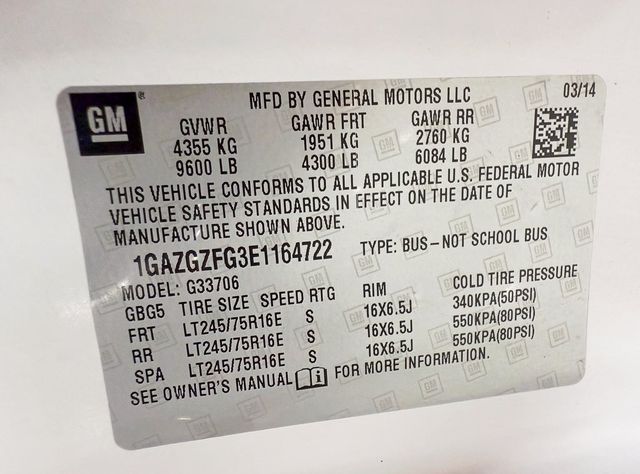 GM
MFD BY GENERAL MOTORS LLC 03/14
GVWR GAWR FRT GAWR RR
4355 KG 1951 KG 2760 KG
9600 LB 4300 LB 6084 LB
THIS VEHICLE CONFORMS TO ALL APPLICABLE U.S. FEDERAL MOTOR
VEHICLE SAFETY STANDARDS IN EFFECT ON THE DATE OF
MANUFACTURE SHOWN ABOVE.
1GAZGZFG3E1164722 TYPE: BUS-NOT SCHOOL BUS
MODEL: G33706
GBG5 TIRE SIZE SPEED RTG RIM COLD TIRE PRESSURE
FRT LT245/75R16E S 16X6.5J 340KPA(50PSI)
RR LT245/75R16E S 16X6.5J 550KPA(80PSI)
SPA LT245/75R16E S 16X6.5J 550KPA(80PSI)
SEE OWNER'S MANUAL i FOR MORE INFORMATION.